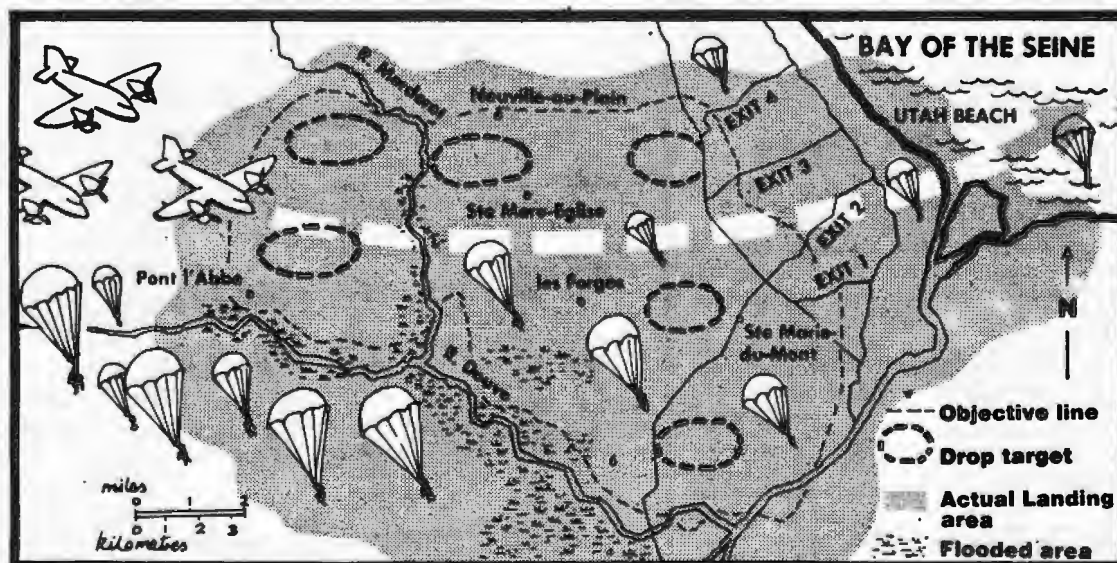 BAY OF THE SEINE
R. Merderet
Neuville-au-Plain
EXIT 4
UTAH BEACH
EXIT 3
Ste Mere-Eglise
EXIT 2
Pont l'Abbe
les Forges
EXIT 1
N
Ste Marie-
du-Mont
R. Douve
Objective line
Drop target
miles
0 1 2
Actual Landing
area
0 1 2 3
kilometres
Flooded area